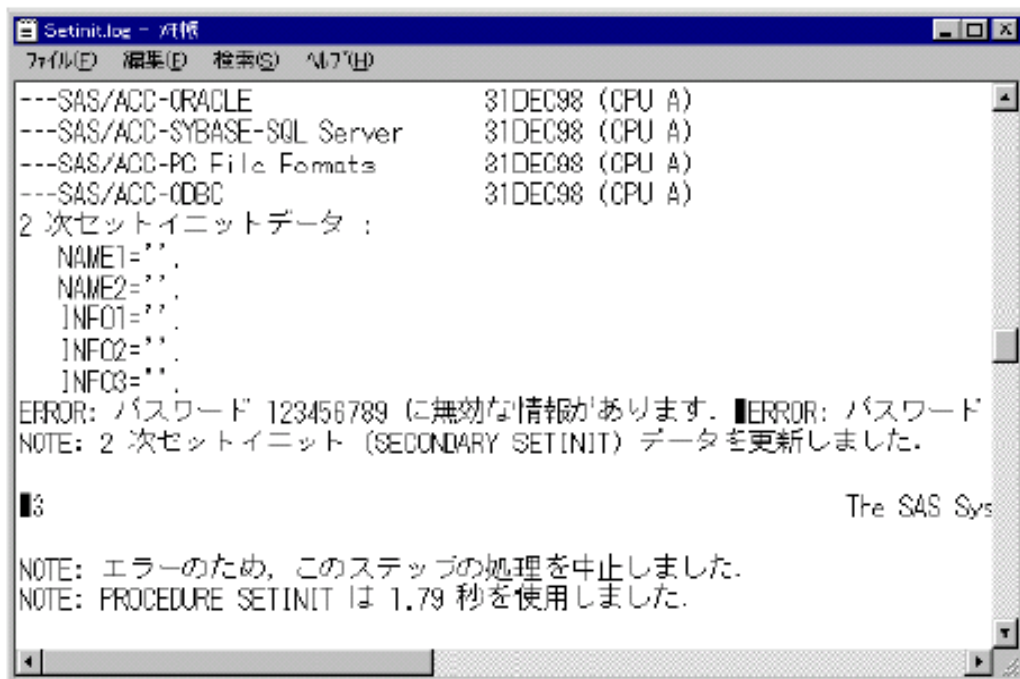 Setinit.log - メモ帳
ファイル(F) 編集(E) 検索(S) ヘルプ(H)
---SAS/ACC-ORACLE 31DEC98 (CPU A)
---SAS/ACC-SYBASE-SQL Server 31DEC98 (CPU A)
---SAS/ACC-PC File Formats 31DEC98 (CPU A)
---SAS/ACC-ODBC 31DEC98 (CPU A)
2 次セットイニットデータ :
NAME1='',
NAME2='',
INFO1='',
INFO2='',
INFO3='',
ERROR: パスワード 123456789 に無効な情報があります. ■ERROR: パスワード
NOTE: 2 次セットイニット (SECONDARY SETINIT) データを更新しました.
■3 The SAS Sys
NOTE: エラーのため, このステップの処理を中止しました.
NOTE: PROCEDURE SETINIT は 1.79 秒を使用しました.